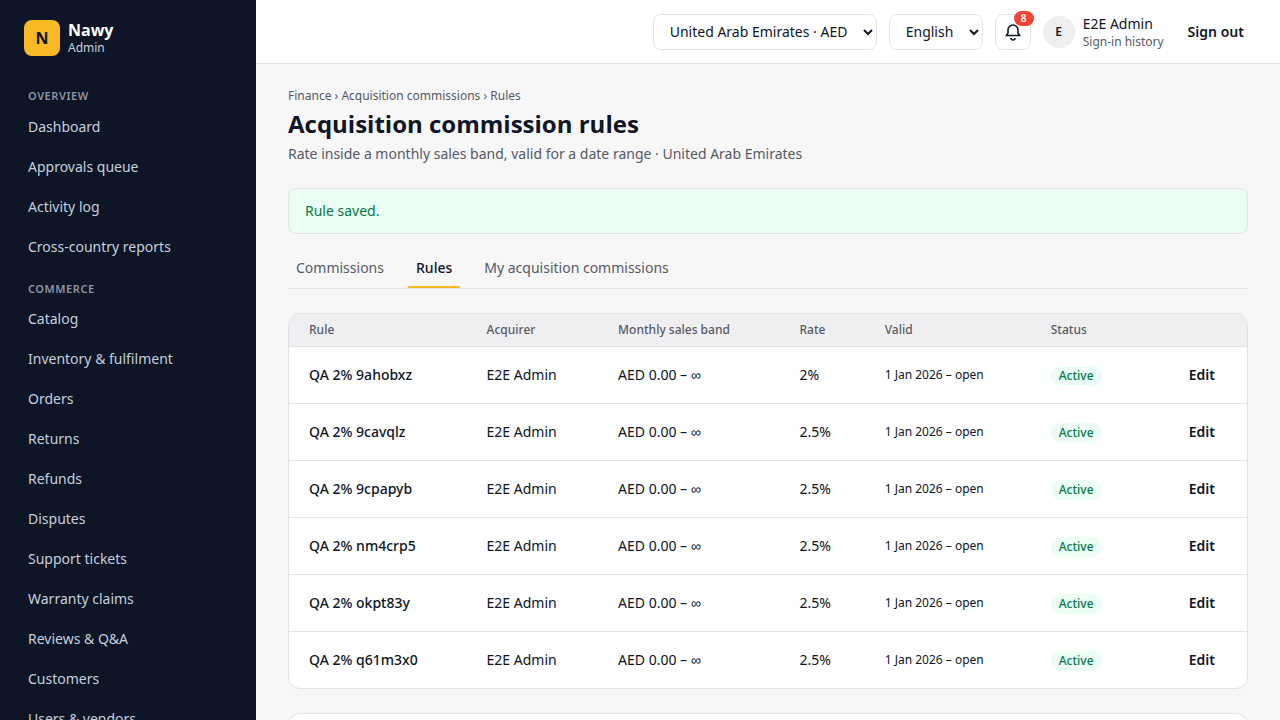 N
Nawy
Admin
United Arab Emirates · AED
English
8
E
E2E Admin
Sign-in history
Sign out
OVERVIEW
Dashboard
Approvals queue
Activity log
Cross-country reports
COMMERCE
Catalog
Inventory & fulfilment
Orders
Returns
Refunds
Disputes
Support tickets
Warranty claims
Reviews & Q&A
Customers
Users & vendors
Finance › Acquisition commissions › Rules
Acquisition commission rules
Rate inside a monthly sales band, valid for a date range · United Arab Emirates
Rule saved.
Commissions Rules My acquisition commissions
Rule Acquirer Monthly sales band Rate Valid Status
QA 2% 9ahobxz E2E Admin AED 0.00 – ∞ 2% 1 Jan 2026 – open Active Edit
QA 2% 9cavqlz E2E Admin AED 0.00 – ∞ 2.5% 1 Jan 2026 – open Active Edit
QA 2% 9cpapyb E2E Admin AED 0.00 – ∞ 2.5% 1 Jan 2026 – open Active Edit
QA 2% nm4crp5 E2E Admin AED 0.00 – ∞ 2.5% 1 Jan 2026 – open Active Edit
QA 2% okpt83y E2E Admin AED 0.00 – ∞ 2.5% 1 Jan 2026 – open Active Edit
QA 2% q61m3x0 E2E Admin AED 0.00 – ∞ 2.5% 1 Jan 2026 – open Active Edit